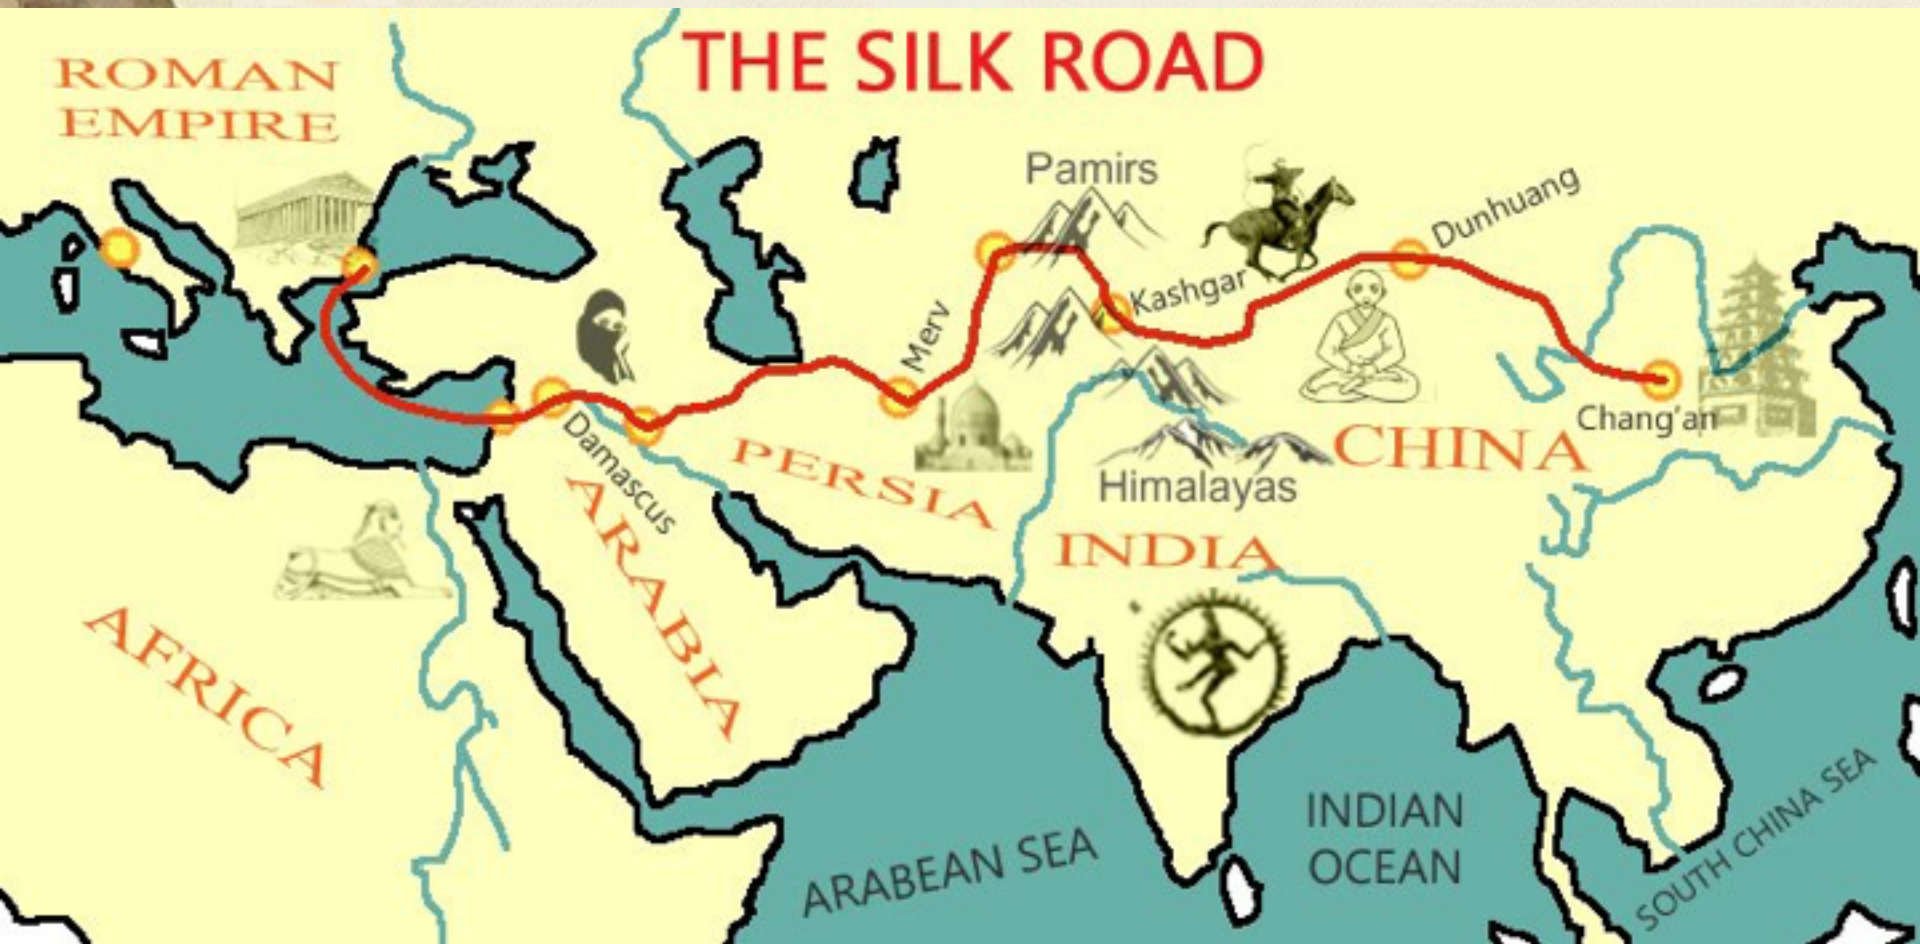 THE SILK ROAD
ROMAN
EMPIRE
Pamirs
Dunhuang
Kashgar
Merv
Chang'an
Damascus
PERSIA
CHINA
Himalayas
ARABIA
INDIA
AFRICA
INDIAN
OCEAN
ARABEAN SEA
SOUTH CHINA SEA